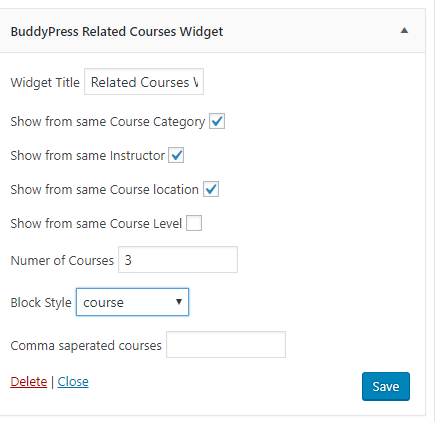 BuddyPress Related Courses Widget
Widget Title Related Courses W
Show from same Course Category
Show from same Instructor
Show from same Course location
Show from same Course Level
Numer of Courses 3
Block Style course
Comma saperated courses
Delete | Close
Save